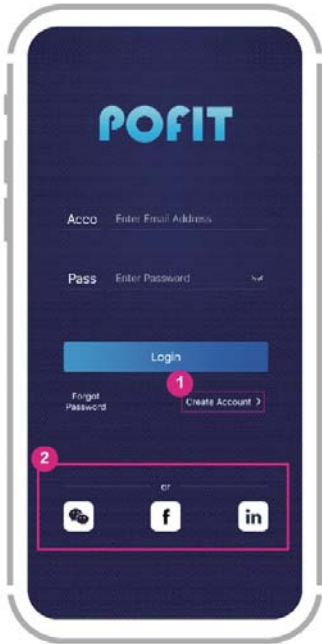 POFIT
Acco Enter Email Address
Pass Enter Password
Login
1
Forgot
Password
Create Account >
2
or
f
in